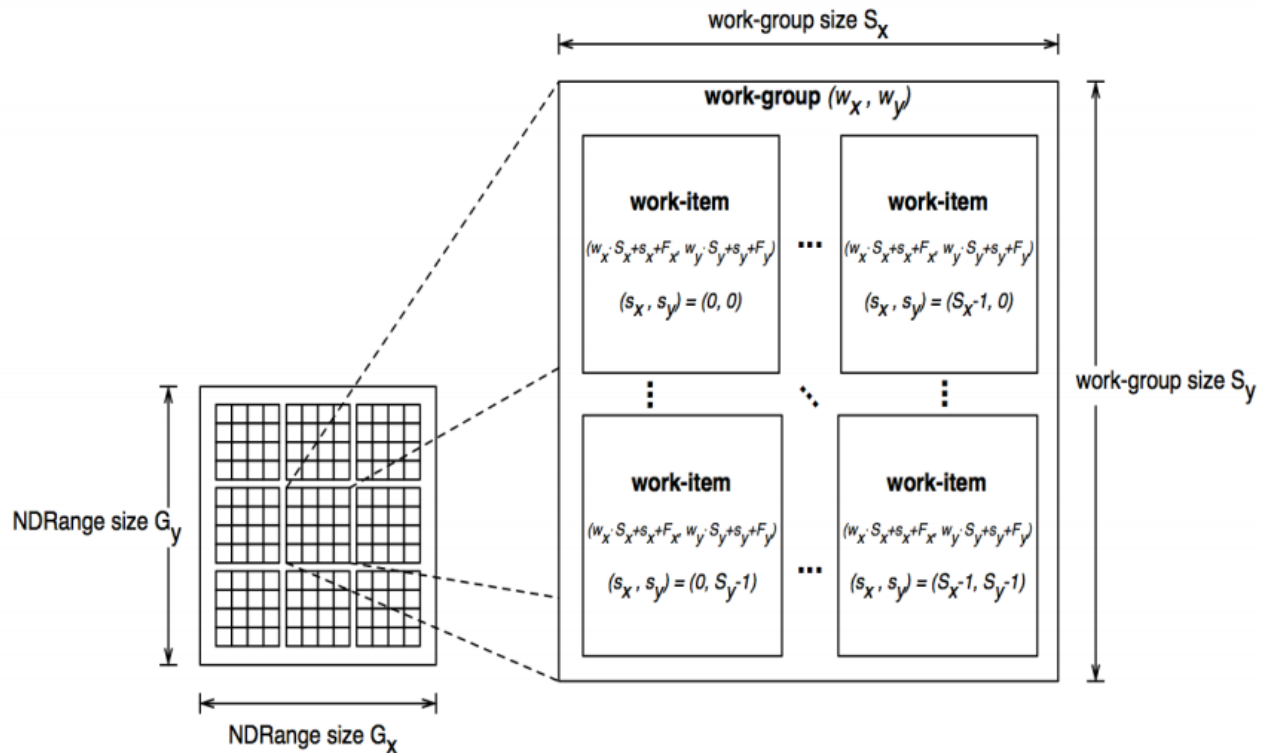 work-group size Sx
work-group (wx , wy)
work-item
(wx·Sx+sx+Fx, wy·Sy+sy+Fy)
(sx , sy) = (0, 0)
...
work-item
(wx·Sx+sx+Fx, wy·Sy+sy+Fy)
(sx , sy) = (Sx-1, 0)
work-group size Sy
work-item
(wx·Sx+sx+Fx, wy·Sy+sy+Fy)
(sx , sy) = (0, Sy-1)
...
work-item
(wx·Sx+sx+Fx, wy·Sy+sy+Fy)
(sx , sy) = (Sx-1, Sy-1)
NDRange size Gy
NDRange size Gx